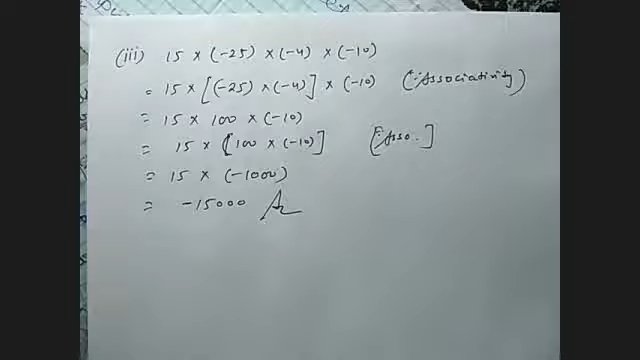 (iii) 15 × (-25) × (-4) × (-10)
= 15 × [(-25) × (-4)] × (-10) (∵Associativity)
= 15 × 100 × (-10)
= 15 × [100 × (-10)] [∵Asso.]
= 15 × (-1000)
= -15000